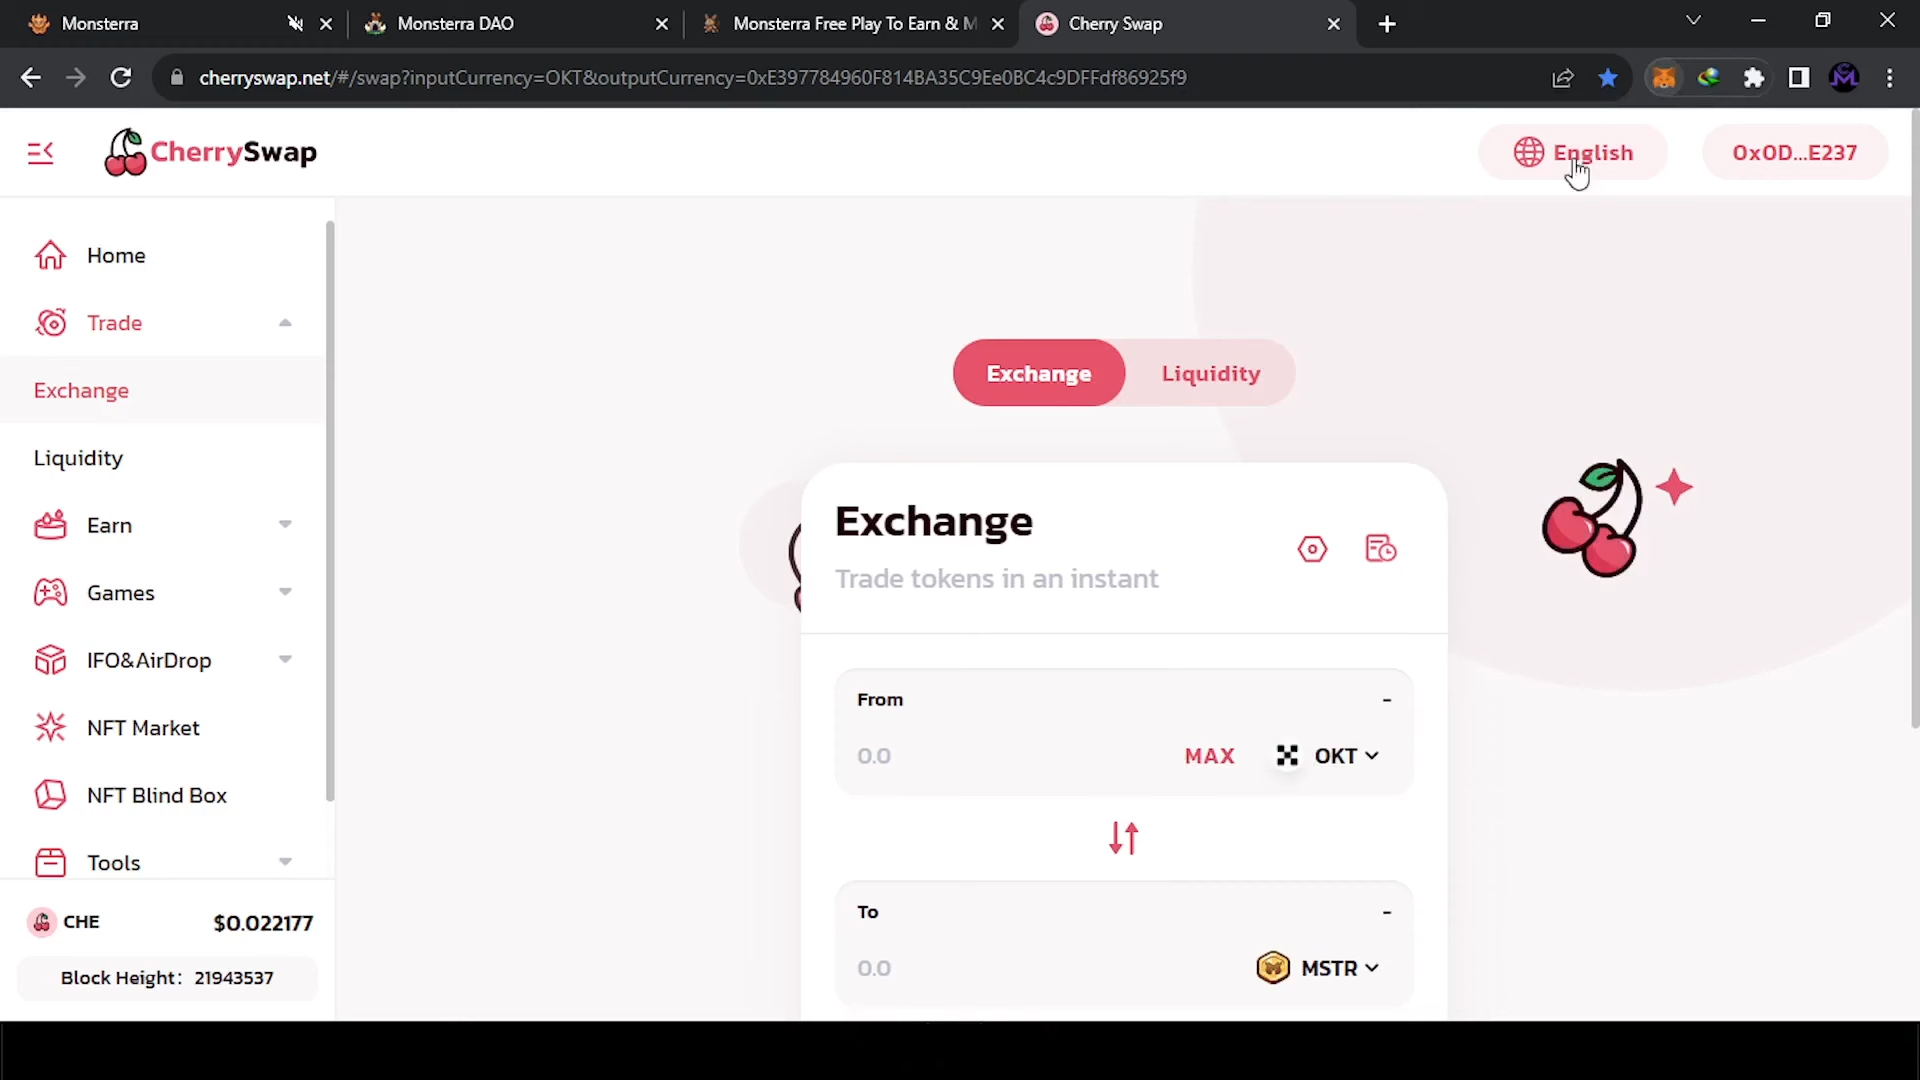 Monsterra
Monsterra DAO
Monsterra Free Play To Earn & M
Cherry Swap
cherryswap.net/#/swap?inputCurrency=OKT&outputCurrency=0xE397784960F814BA35C9Ee0BC4c9DFFdf86925f9
CherrySwap
English
0x0D...E237
Home
Trade
Exchange
Liquidity
Earn
Games
IFO&AirDrop
NFT Market
NFT Blind Box
Tools
CHE $0.022177
Block Height: 21943537
Exchange Liquidity
Exchange
Trade tokens in an instant
From -
0.0 MAX OKT
To -
0.0 MSTR